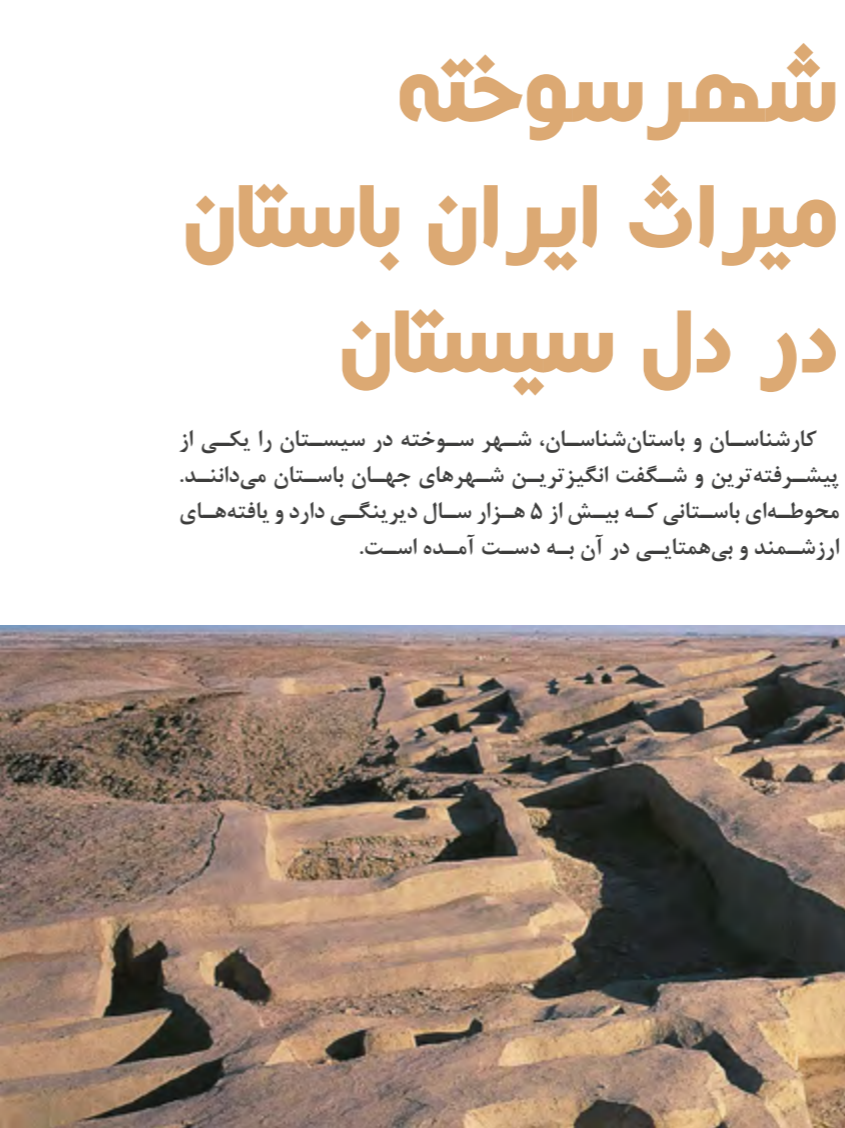 شهر سوخته
میراث ایران باستان
در دل سیستان
کارشناسان و باستان‌شناسان، شهر سوخته در سیستان را یکی از
پیشرفته‌ترین و شگفت انگیزترین شهرهای جهان باستان می‌دانند.
محوطه‌ای باستانی که بیش از ۵ هزار سال دیرینگی دارد و یافته‌های
ارزشمند و بی‌همتایی در آن به دست آمده است.